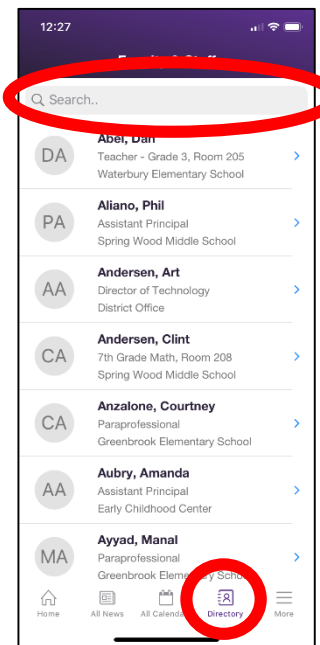 12:27
Search..
DA
Abel, Dan
Teacher - Grade 3, Room 205
Waterbury Elementary School
PA
Aliano, Phil
Assistant Principal
Spring Wood Middle School
AA
Andersen, Art
Director of Technology
District Office
CA
Andersen, Clint
7th Grade Math, Room 208
Spring Wood Middle School
CA
Anzalone, Courtney
Paraprofessional
Greenbrook Elementary School
AA
Aubry, Amanda
Assistant Principal
Early Childhood Center
MA
Ayyad, Manal
Paraprofessional
Greenbrook
Home
All News
All
Directory
More